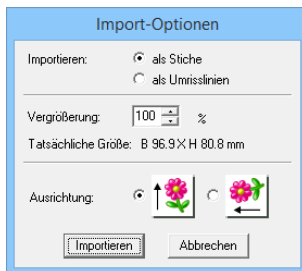 Import-Optionen
Importieren: als Stiche
als Umrisslinien
Vergrößerung: 100 %
Tatsächliche Größe: B 96.9 X H 80.8 mm
Ausrichtung:
Importieren Abbrechen